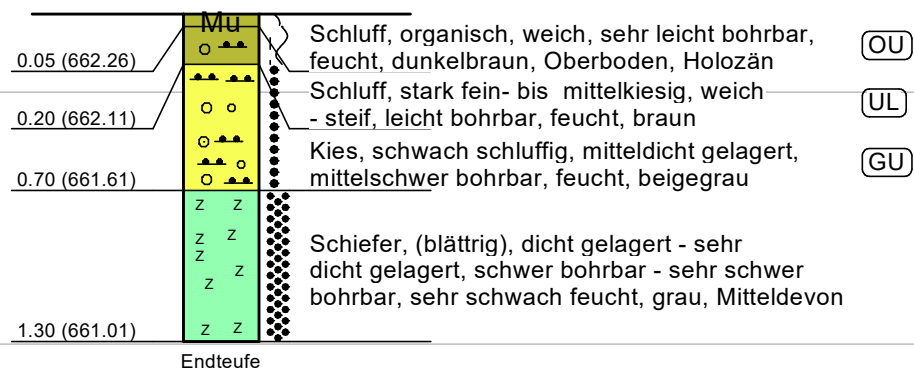 Mu
Schluff, organisch, weich, sehr leicht bohrbar,
feucht, dunkelbraun, Oberboden, Holozän
OU
0.05 (662.26)
Schluff, stark fein- bis mittelkiesig, weich
- steif, leicht bohrbar, feucht, braun
UL
0.20 (662.11)
Kies, schwach schluffig, mitteldicht gelagert,
mittelschwer bohrbar, feucht, beigegrau
GU
0.70 (661.61)
z z
z z
z
z
z
Schiefer, (blättrig), dicht gelagert - sehr
dicht gelagert, schwer bohrbar - sehr schwer
bohrbar, sehr schwach feucht, grau, Mitteldevon
z z
1.30 (661.01)
Endteufe